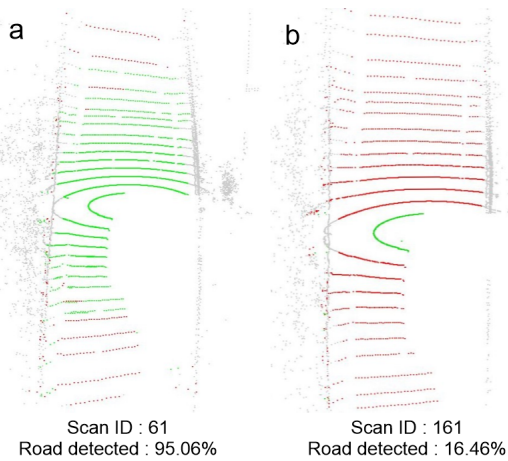 a
b
Scan ID : 61
Road detected : 95.06%
Scan ID : 161
Road detected : 16.46%